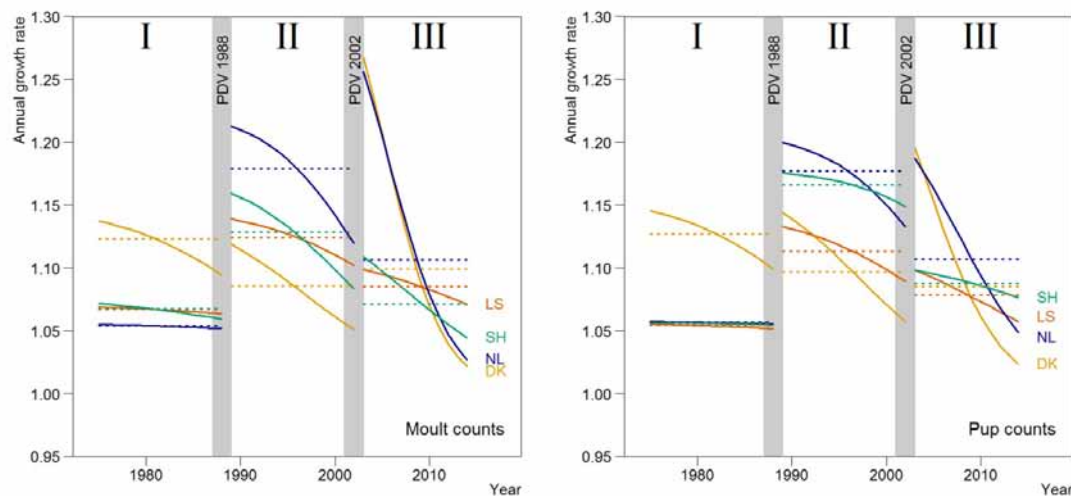 Annual growth rate
1.30
1.25
1.20
1.15
1.10
1.05
1.00
0.95
I
II
III
PDV 1988
PDV 2002
LS
SH
NL
DK
Moult counts
1980
1990
2000
2010
Year
Annual growth rate
1.30
1.25
1.20
1.15
1.10
1.05
1.00
0.95
I
II
III
PDV 1988
PDV 2002
SH
LS
NL
DK
Pup counts
1980
1990
2000
2010
Year